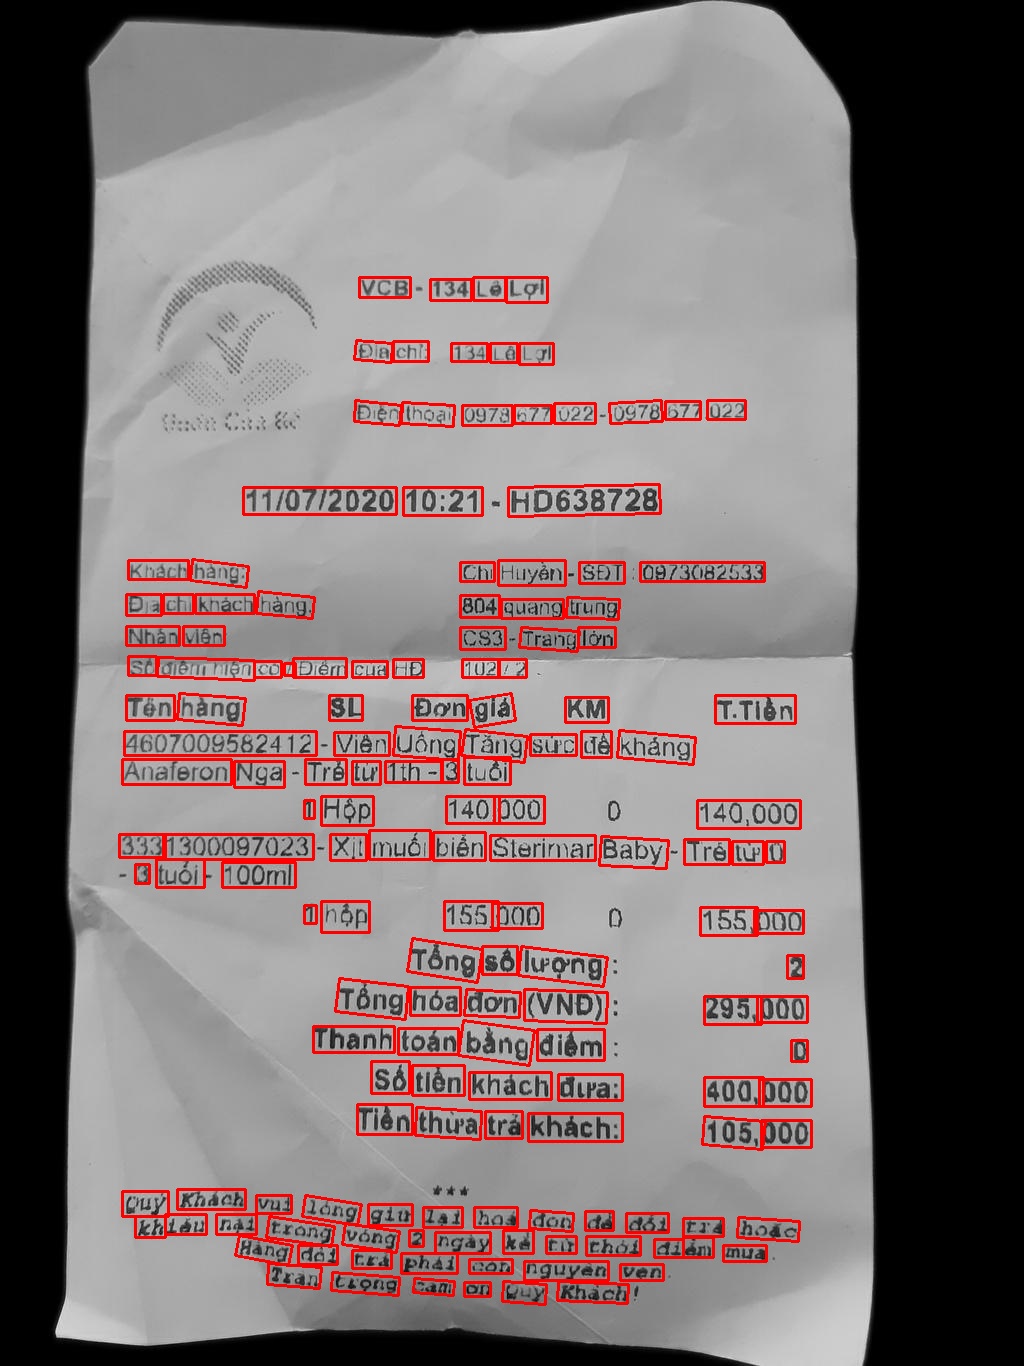 VCB - 134 Lê Lợi
Địa chỉ: 134 Lê Lợi
Điện thoại 0978 677 022 - 0978 677 022
Quán Của Bé
11/07/2020 10:21 - HD638728
Khách hàng: Chị Huyền - SĐT : 0973082533
Địa chỉ khách hàng: 804 quang trung
Nhân viên CS3 - Trang lớn
Số điểm hiện có / Điểm của HĐ 102 / 2
Tên hàng SL Đơn giá KM T.Tiền
4607009582412 - Viên Uống Tăng sức đề kháng
Anaferon Nga - Trẻ từ 1th - 3 tuổi
1 Hộp 140,000 0 140,000
3331300097023 - Xịt muối biển Sterimar Baby - Trẻ từ 0
- 3 tuổi - 100ml
1 hộp 155,000 0 155,000
Tổng số lượng : 2
Tổng hóa đơn (VNĐ) : 295,000
Thanh toán bằng điểm : 0
Số tiền khách đưa: 400,000
Tiền thừa trả khách: 105,000
***
Quý Khách vui lòng giữ lại hoá đơn để đổi trả hoặc
khiếu nại trong vòng 2 ngày kể từ thời điểm mua.
Hàng đổi trả phải còn nguyên vẹn.
Trân trọng cảm ơn Quý Khách!